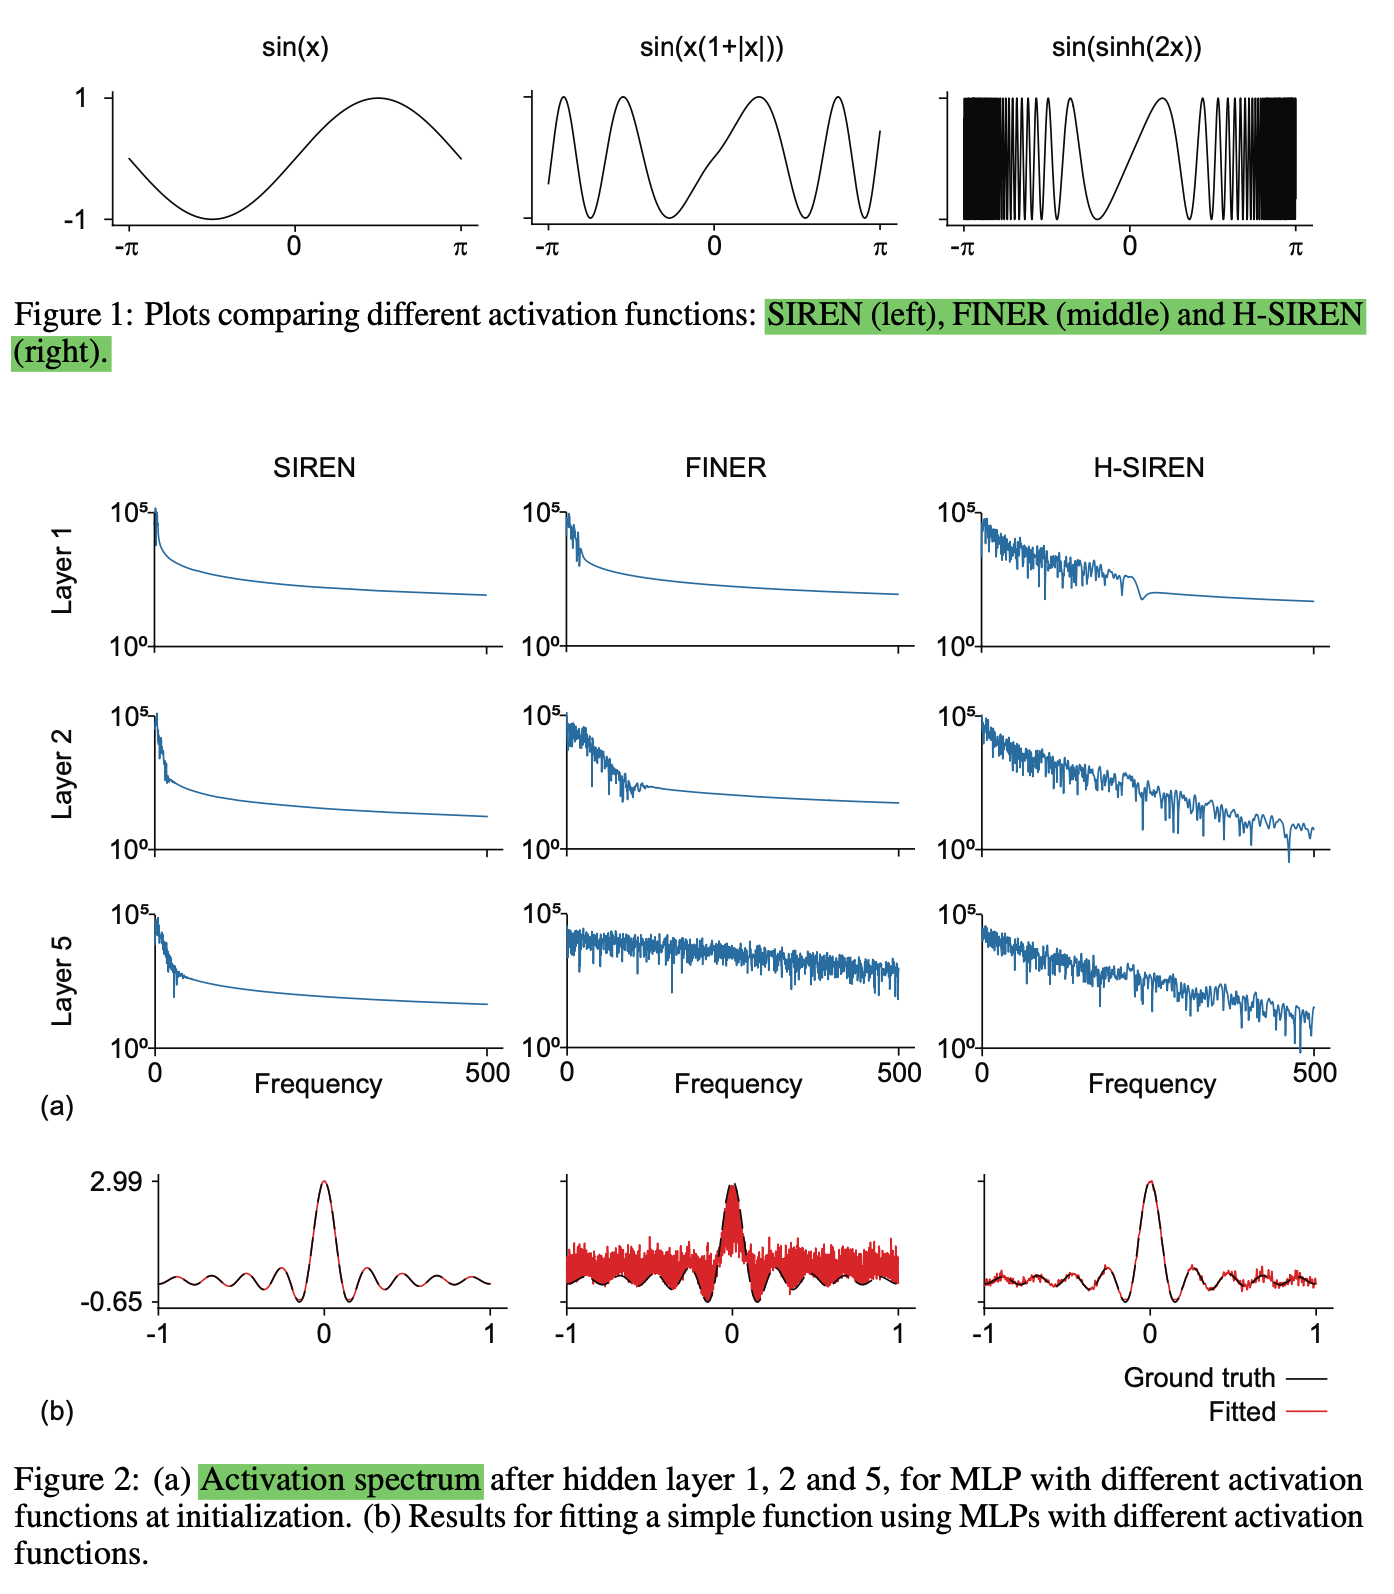 sin(x)
sin(x(1+|x|))
sin(sinh(2x))
1
-1
-π 0 π
-π 0 π
-π 0 π
Figure 1: Plots comparing different activation functions: SIREN (left), FINER (middle) and H-SIREN
(right).
SIREN
FINER
H-SIREN
Layer 1
10⁵
10⁰
10⁵
10⁰
10⁵
10⁰
Layer 2
10⁵
10⁰
10⁵
10⁰
10⁵
10⁰
Layer 5
10⁵
10⁰
10⁵
10⁰
10⁵
10⁰
0 Frequency 500
0 Frequency 500
0 Frequency 500
(a)
2.99
-0.65
-1 0 1
-1 0 1
-1 0 1
Ground truth
Fitted
(b)
Figure 2: (a) Activation spectrum after hidden layer 1, 2 and 5, for MLP with different activation
functions at initialization. (b) Results for fitting a simple function using MLPs with different activation
functions.